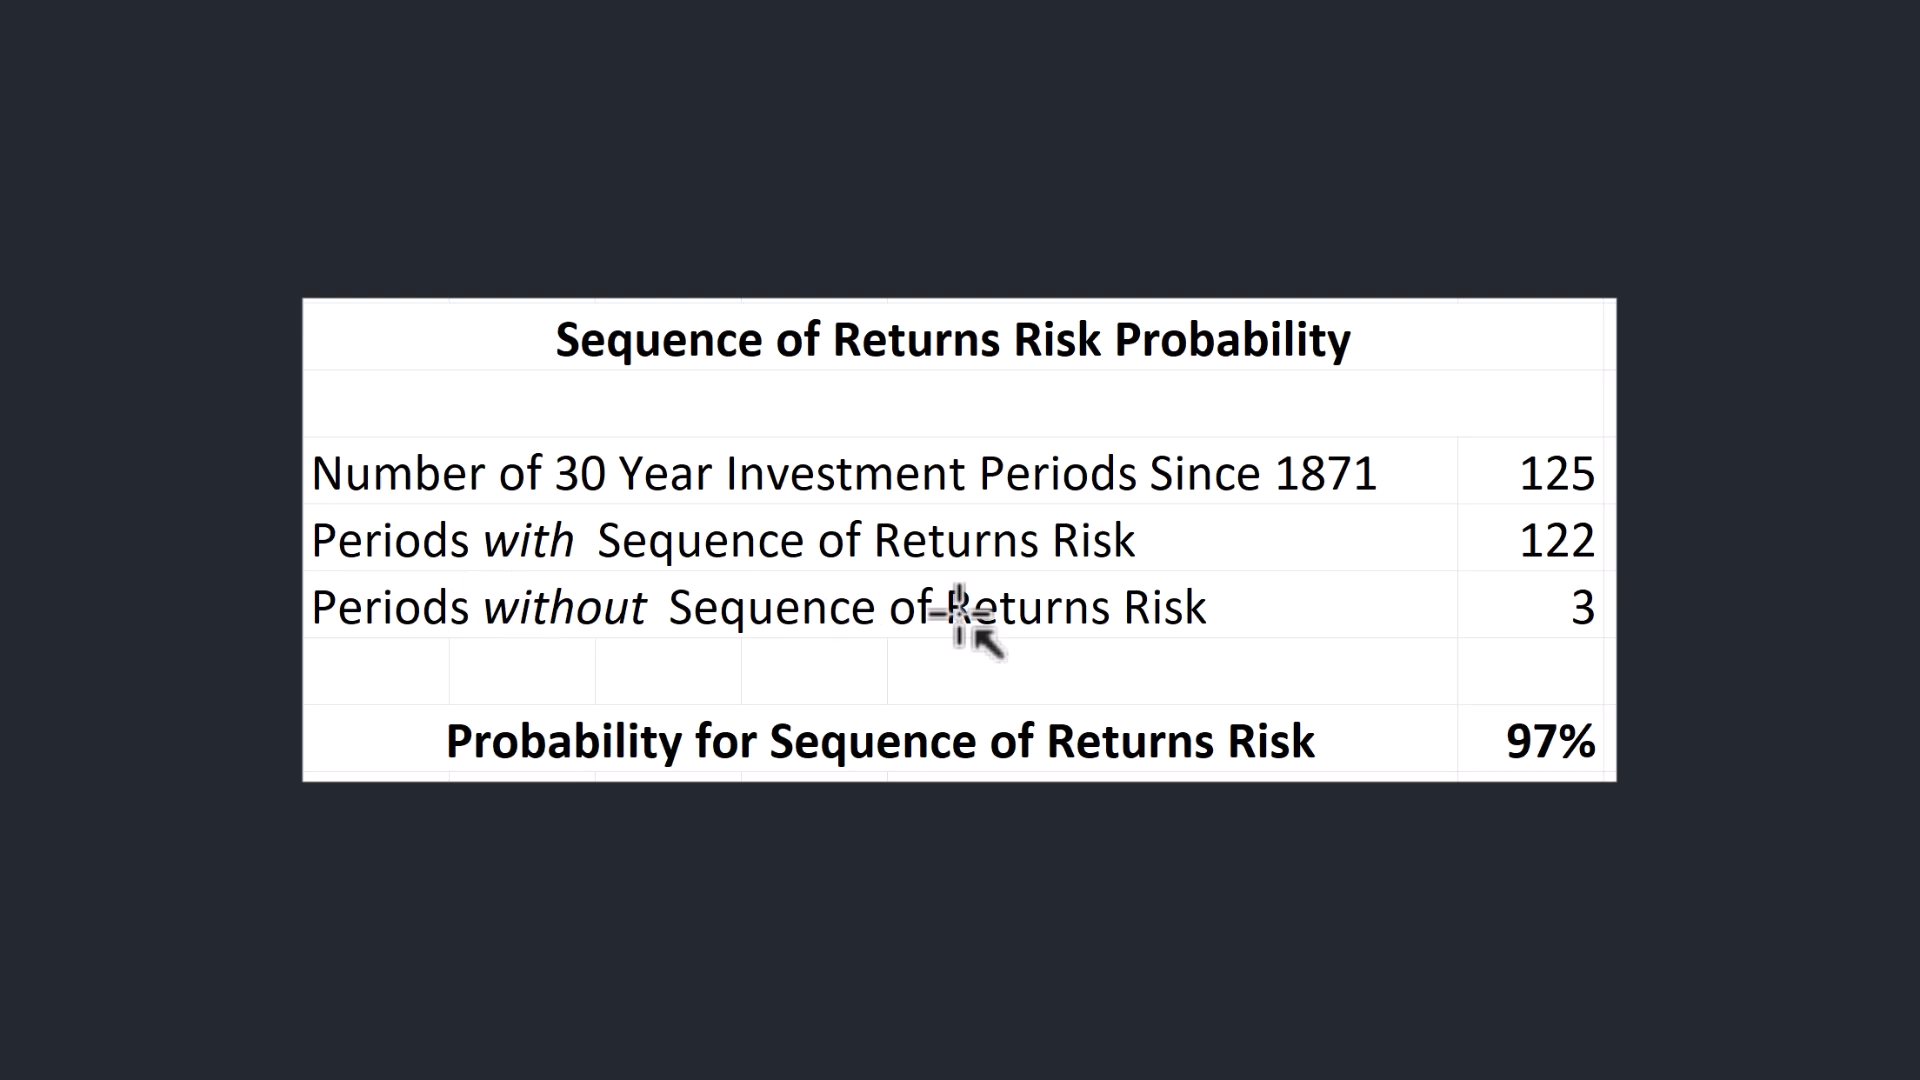 Sequence of Returns Risk Probability
Number of 30 Year Investment Periods Since 1871 125
Periods with Sequence of Returns Risk 122
Periods without Sequence of Returns Risk 3
Probability for Sequence of Returns Risk 97%